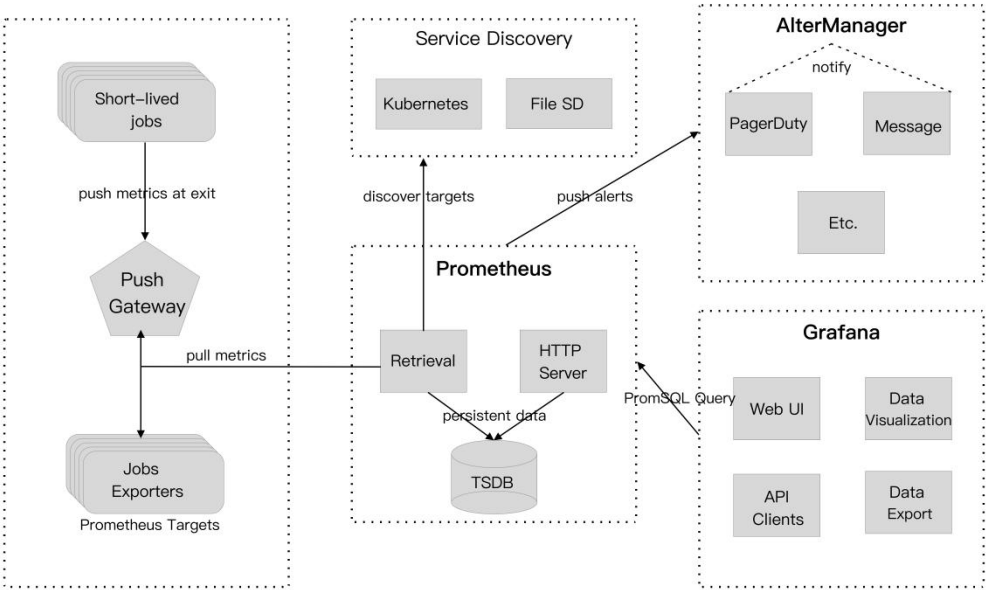 Short-lived
jobs
push metrics at exit
Push
Gateway
pull metrics
Jobs
Exporters
Prometheus Targets
Service Discovery
Kubernetes
File SD
discover targets
push alerts
Prometheus
Retrieval
HTTP
Server
persistent data
TSDB
AlterManager
notify
PagerDuty
Message
Etc.
Grafana
PromSQL Query
Web UI
Data
Visualization
API
Clients
Data
Export